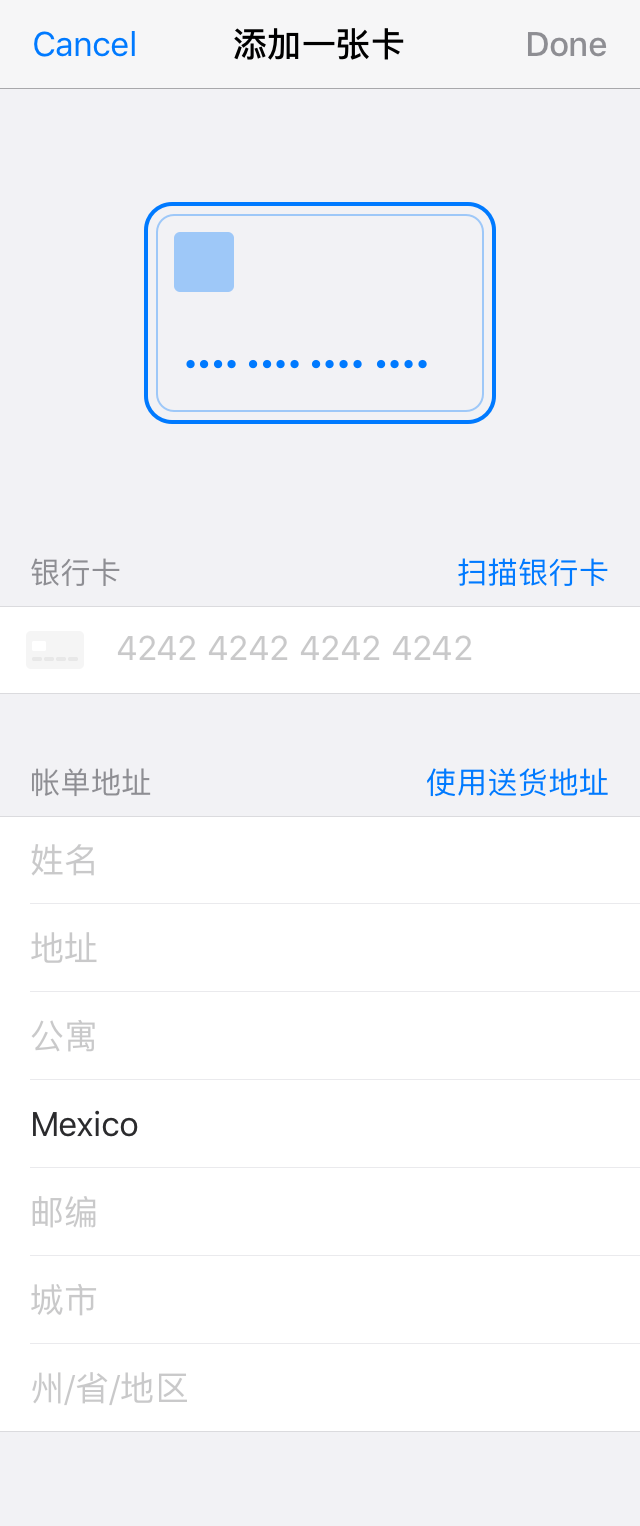 Cancel 添加一张卡 Done
银行卡 扫描银行卡
4242 4242 4242 4242
帐单地址 使用送货地址
姓名
地址
公寓
Mexico
邮编
城市
州/省/地区